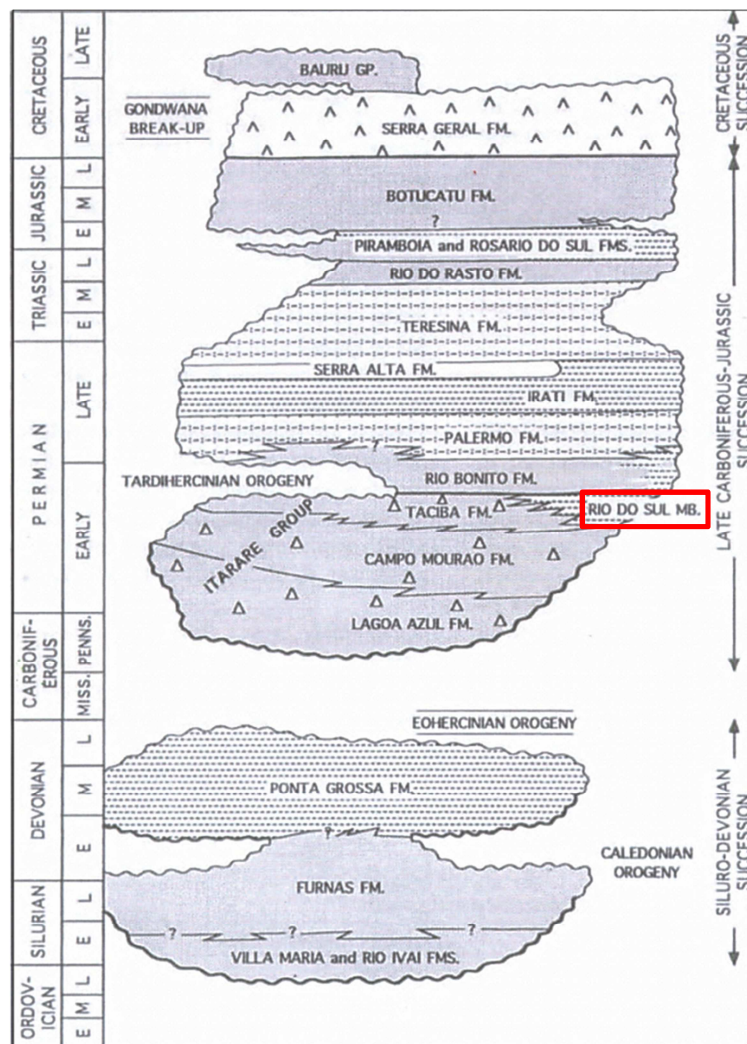 CRETACEOUS
LATE
EARLY
JURASSIC
L
M
E
TRIASSIC
L
M
E
PERMIAN
LATE
EARLY
CARBONIF-
ÉROUS
PENNS.
MISS.
DEVONIAN
L
M
E
SILURIAN
L
E
ORDOV-
ICIAN
L
M
E
BAURU GP.
GONDWANA
BREAK-UP
SERRA GERAL FM.
BOTUCATU FM.
?
PIRAMBOIA and ROSARIO DO SUL FMS.
RIO DO RASTO FM.
TERESINA FM.
SERRA ALTA FM.
IRATI FM.
PALERMO FM.
?
TARDIHERCINIAN OROGENY
RIO BONITO FM.
TACIBA FM.
RIO DO SUL MB.
ITARARE GROUP
CAMPO MOURAO FM.
LAGOA AZUL FM.
EOHERCINIAN OROGENY
PONTA GROSSA FM.
?
CALEDONIAN
OROGENY
FURNAS FM.
? ? ?
VILLA MARIA and RIO IVAI FMS.
CRETACEOUS
SUCCESSION
LATE CARBONIFEROUS-JURASSIC
SUCCESSION
SILURO-DEVONIAN
SUCCESSION